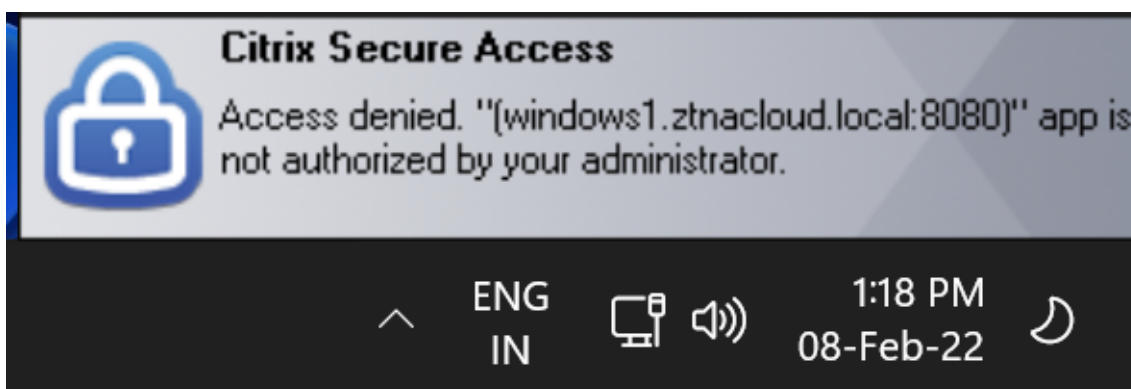 Citrix Secure Access
Access denied. "(windows1.ztnacloud.local:8080)" app is
not authorized by your administrator.
ENG
IN
1:18 PM
08-Feb-22